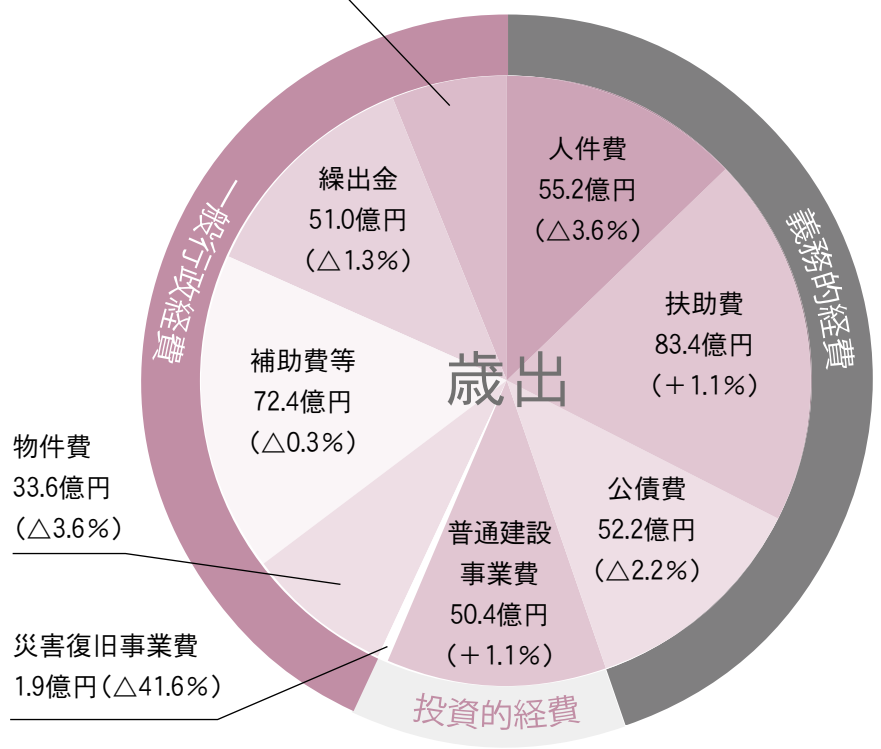 歳出
義務的経費
人件費
55.2億円
(△3.6%)
扶助費
83.4億円
(+1.1%)
公債費
52.2億円
(△2.2%)
投資的経費
普通建設
事業費
50.4億円
(+1.1%)
災害復旧事業費
1.9億円(△41.6%)
一般行政経費
物件費
33.6億円
(△3.6%)
補助費等
72.4億円
(△0.3%)
繰出金
51.0億円
(△1.3%)